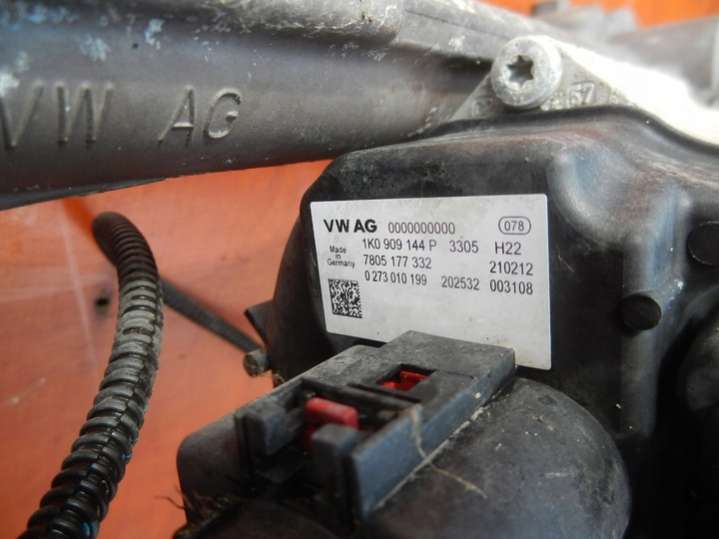 VW AG
67
VW AG 0000000000 078
1K0 909 144 P 3305 H22
Made in Germany 7805 177 332 210212
0 273 010 199 202532 003108